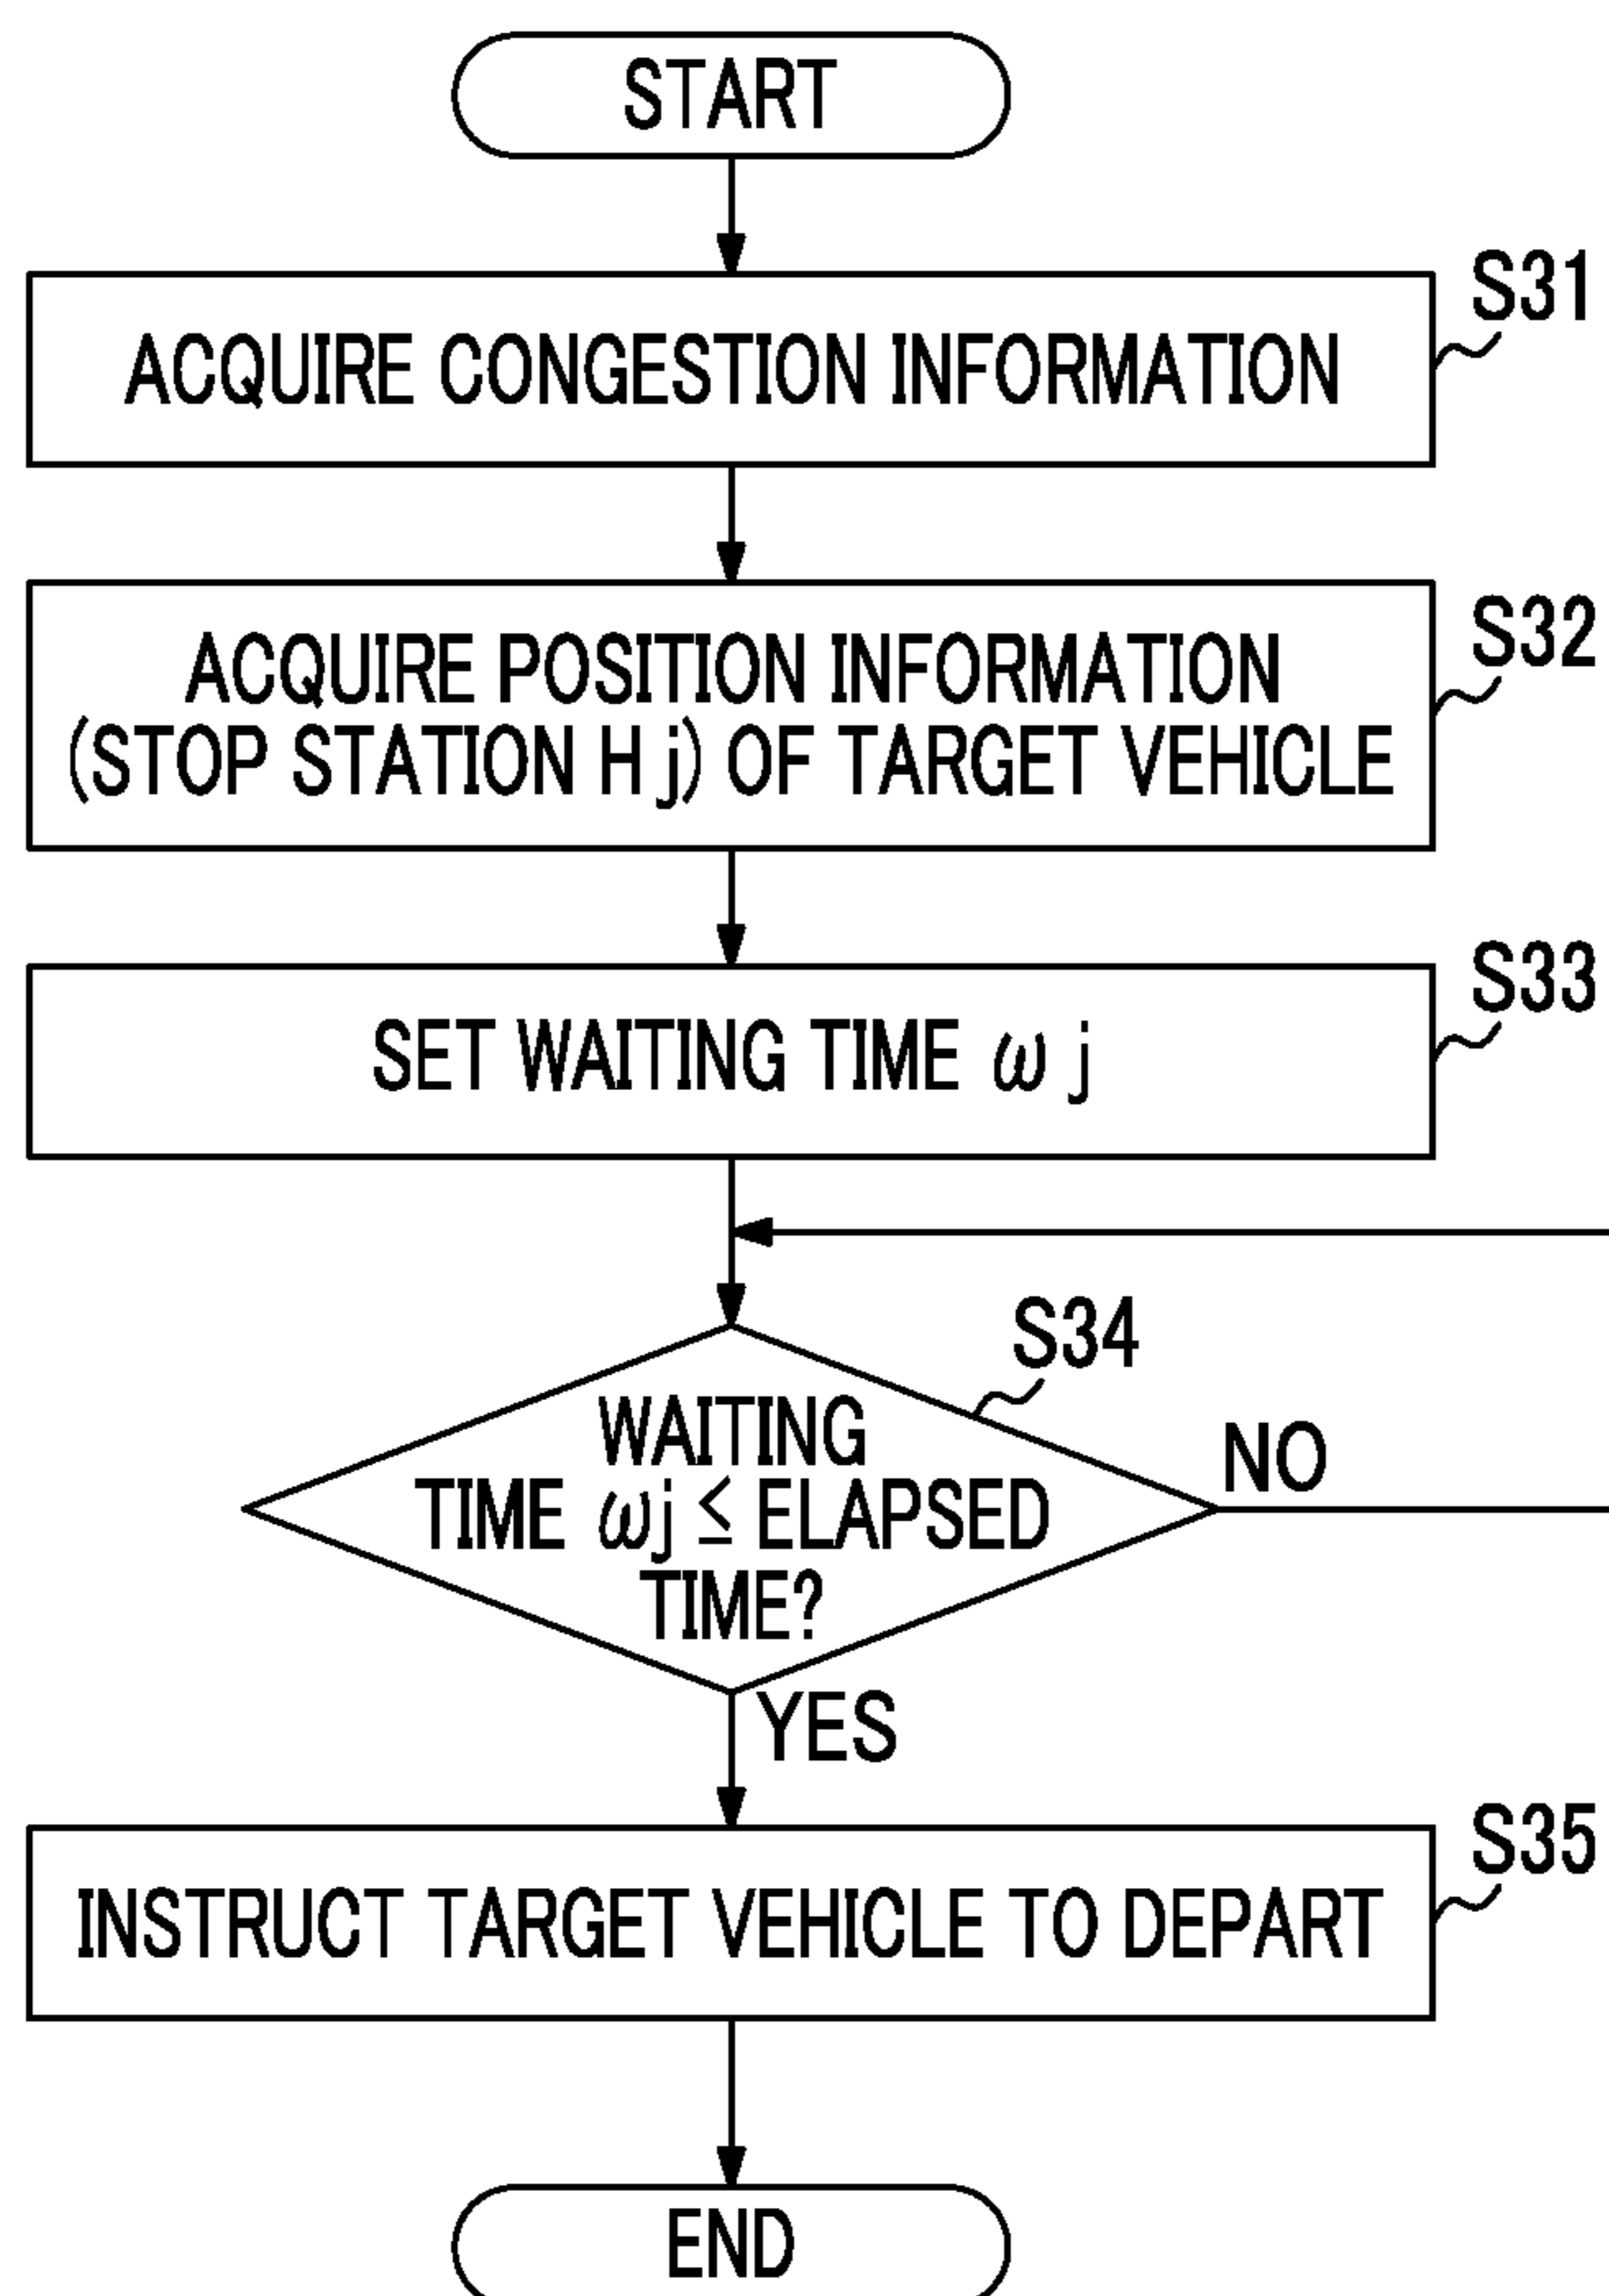 START
S31
ACQUIRE CONGESTION INFORMATION
S32
ACQUIRE POSITION INFORMATION
(STOP STATION Hj) OF TARGET VEHICLE
S33
SET WAITING TIME ωj
S34
WAITING
TIME ωj≤ELAPSED
TIME?
NO
YES
S35
INSTRUCT TARGET VEHICLE TO DEPART
END